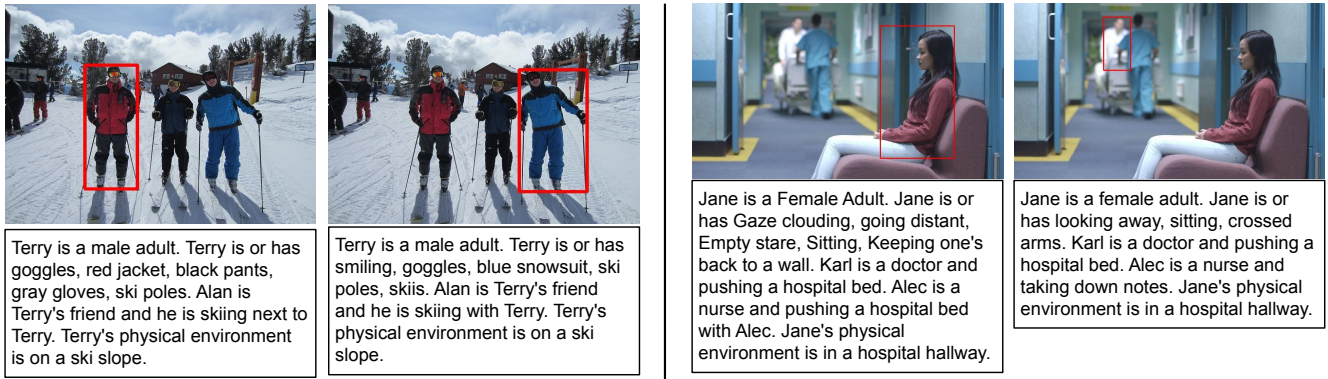 Terry is a male adult. Terry is or has
goggles, red jacket, black pants,
gray gloves, ski poles. Alan is
Terry's friend and he is skiing next to
Terry. Terry's physical environment
is on a ski slope.
Terry is a male adult. Terry is or has
smiling, goggles, blue snowsuit, ski
poles, skiis. Alan is Terry's friend
and he is skiing with Terry. Terry's
physical environment is on a ski
slope.
Jane is a Female Adult. Jane is or
has Gaze clouding, going distant,
Empty stare, Sitting, Keeping one's
back to a wall. Karl is a doctor and
pushing a hospital bed. Alec is a
nurse and pushing a hospital bed
with Alec. Jane's physical
environment is in a hospital hallway.
Jane is a female adult. Jane is or
has looking away, sitting, crossed
arms. Karl is a doctor and pushing a
hospital bed. Alec is a nurse and
taking down notes. Jane's physical
environment is in a hospital hallway.